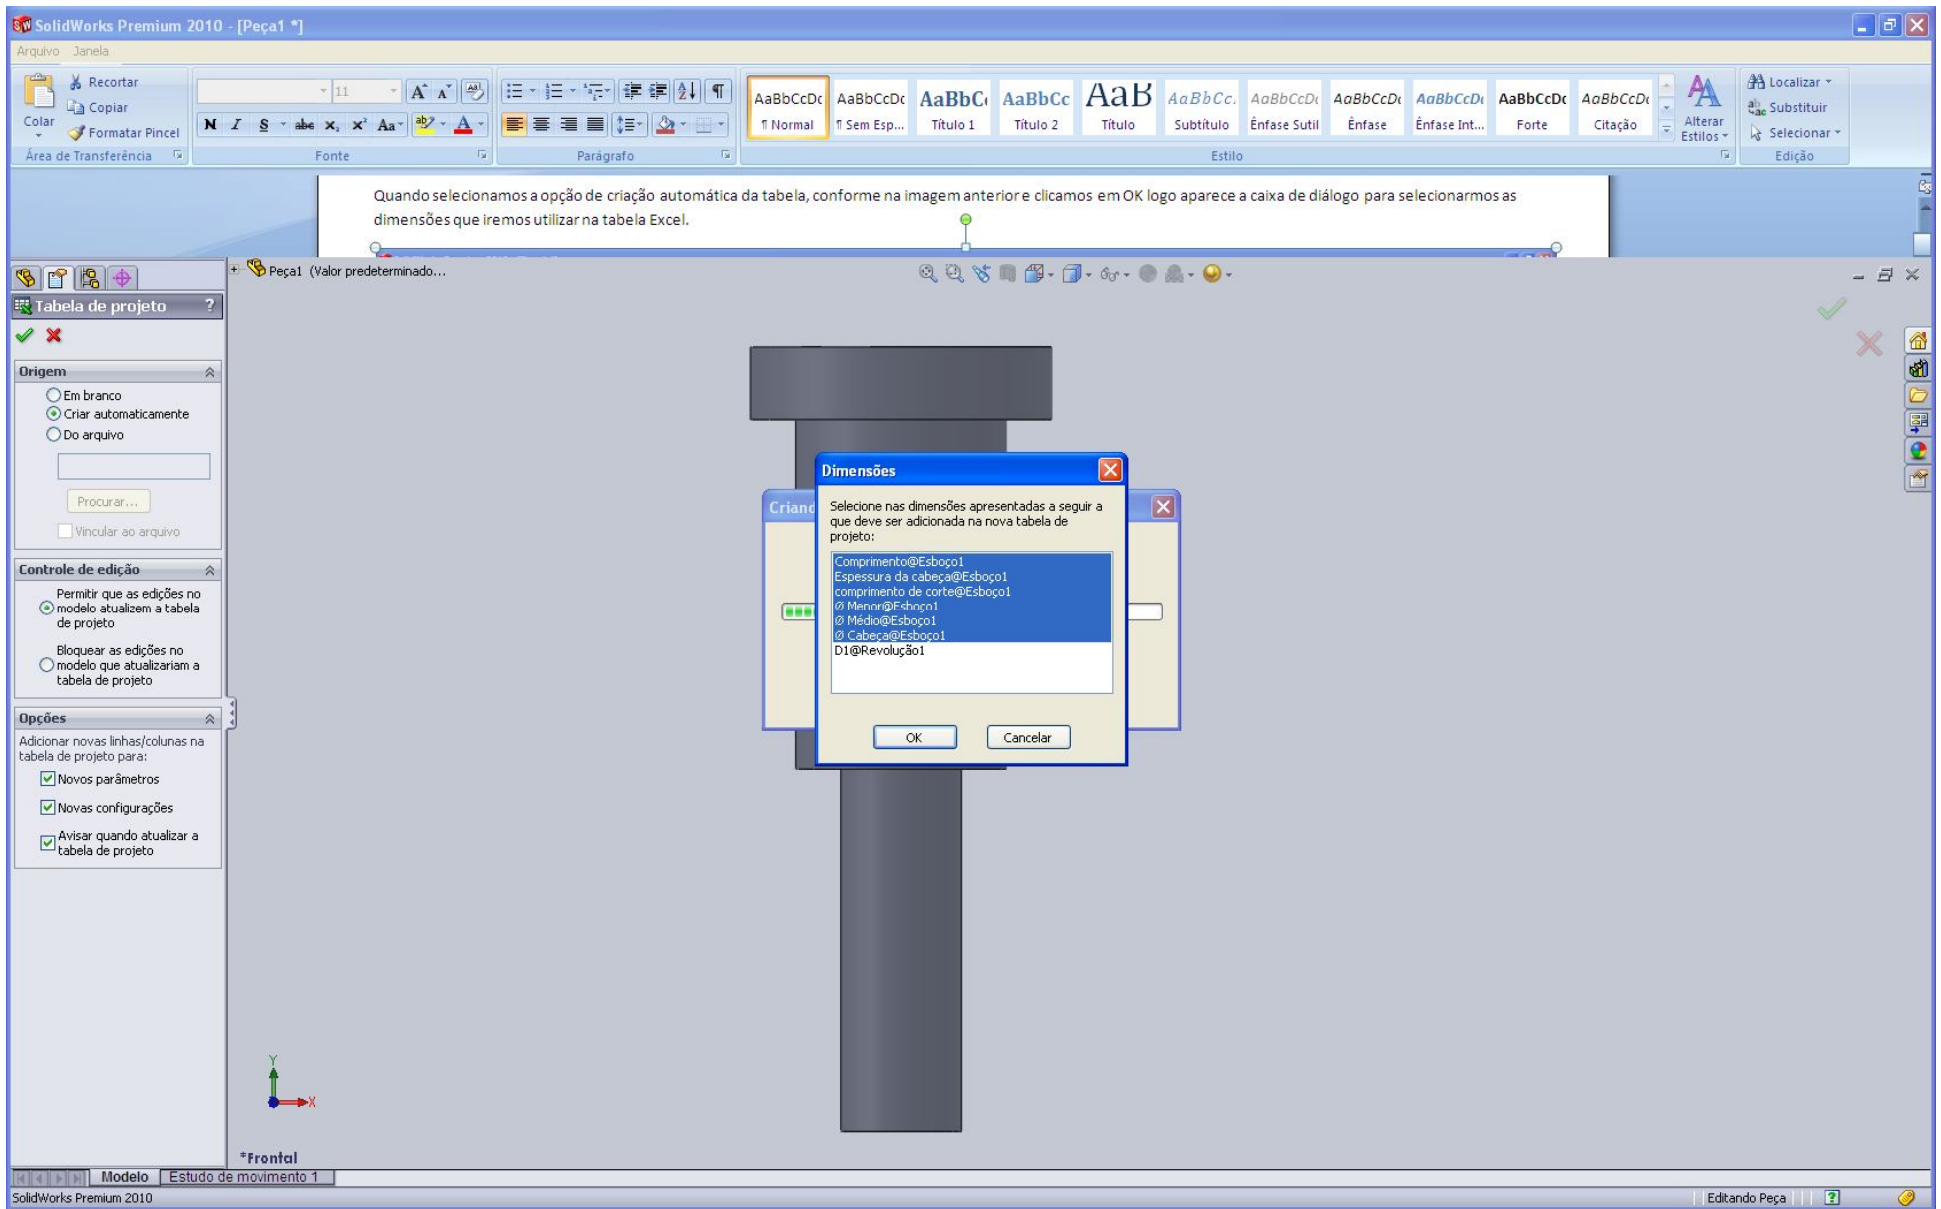 SolidWorks Premium 2010 - [Peça1 *]
Arquivo Janela
Colar
Recortar
Copiar
Formatar Pincel
Área de Transferência
11
N I S abe x₂ x² Aa
Fonte
Parágrafo
AaBbCcDc AaBbCcDc AaBbC AaBbCc AaB AaBbCc. AaBbCcDc AaBbCcDc AaBbCcDc AaBbCcDc AaBbCcDc
¶ Normal ¶ Sem Esp... Título 1 Título 2 Título Subtítulo Ênfase Sutil Ênfase Ênfase Int... Forte Citação
Estilo
Alterar
Estilos
Localizar
Substituir
Selecionar
Edição
Quando selecionamos a opção de criação automática da tabela, conforme na imagem anterior e clicamos em OK logo aparece a caixa de diálogo para selecionarmos as
dimensões que iremos utilizar na tabela Excel.
Peça1 (Valor predeterminado...
Tabela de projeto ?
Origem
Em branco
Criar automaticamente
Do arquivo
Procurar...
Vincular ao arquivo
Controle de edição
Permitir que as edições no
modelo atualizem a tabela
de projeto
Bloquear as edições no
modelo que atualizariam a
tabela de projeto
Opções
Adicionar novas linhas/colunas na
tabela de projeto para:
Novos parâmetros
Novas configurações
Avisar quando atualizar a
tabela de projeto
Criand
Dimensões
Selecione nas dimensões apresentadas a seguir a
que deve ser adicionada na nova tabela de
projeto:
Comprimento@Esboço1
Espessura da cabeça@Esboço1
comprimento de corte@Esboço1
Ø Menor@Esboço1
Ø Médio@Esboço1
Ø Cabeça@Esboço1
D1@Revolução1
OK Cancelar
Y
X
*Frontal
Modelo Estudo de movimento 1
SolidWorks Premium 2010
Editando Peça